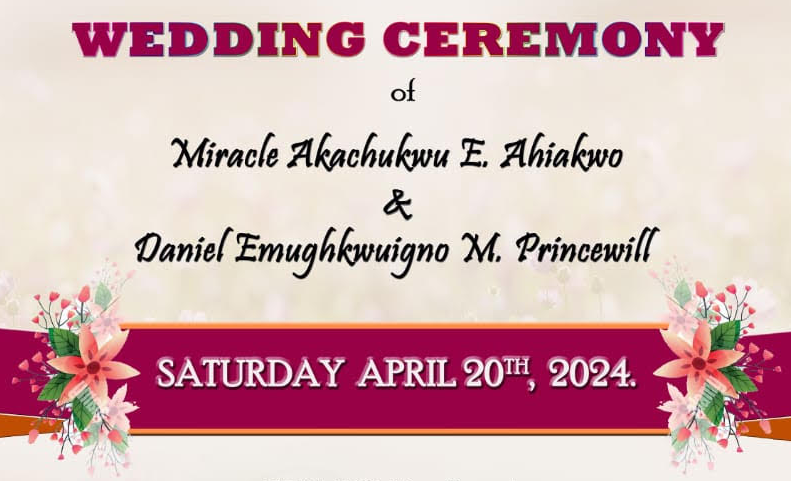 WEDDING CEREMONY
of
Miracle Akachukwu E. Ahiakwo
&
Daniel Emughkwuigno M. Princewill
SATURDAY APRIL 20TH, 2024.